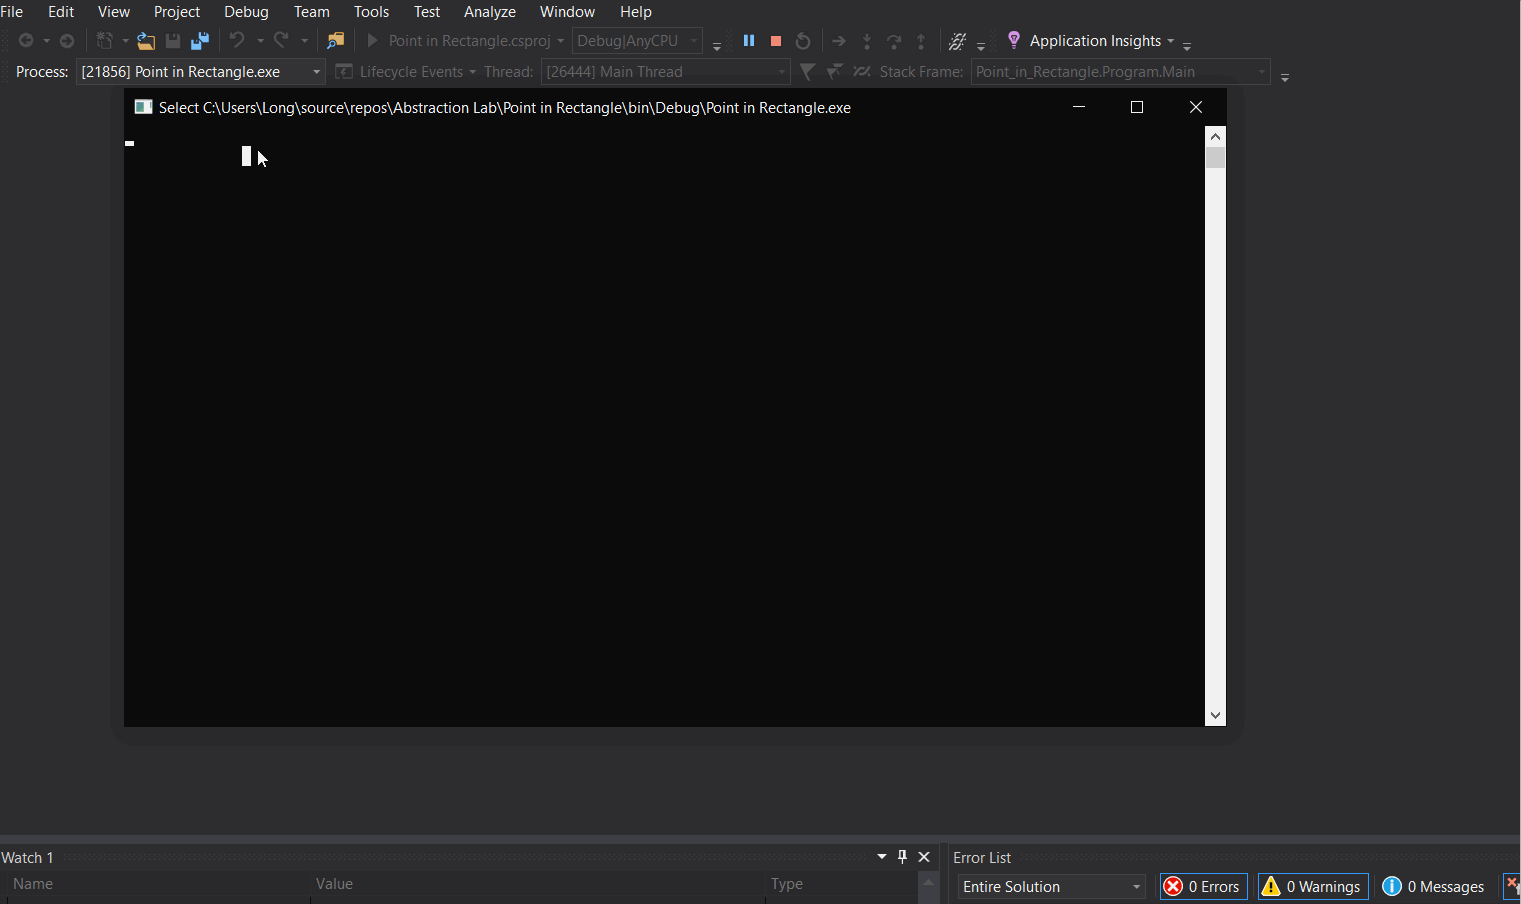 File Edit View Project Debug Team Tools Test Analyze Window Help
Point in Rectangle.csproj Debug|AnyCPU Application Insights
Process: [21856] Point in Rectangle.exe Lifecycle Events Thread: [26444] Main Thread Stack Frame: Point_in_Rectangle.Program.Main
Select C:\Users\Long\source\repos\Abstraction Lab\Point in Rectangle\bin\Debug\Point in Rectangle.exe
Watch 1
Name Value Type
Error List
Entire Solution 0 Errors 0 Warnings 0 Messages